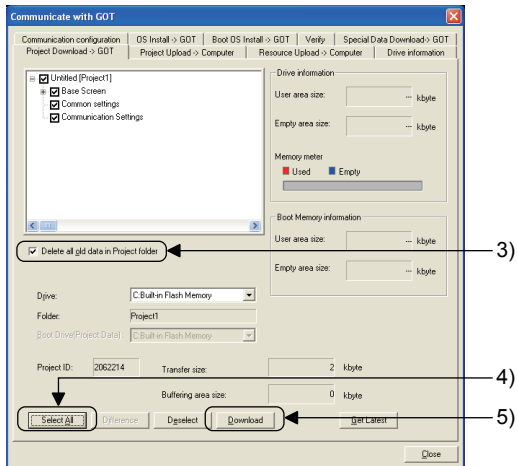 Communicate with GOT
Communication configuration OS Install -> GOT Boot OS Install -> GOT Verify Special Data Download-> GOT
Project Download -> GOT Project Upload -> Computer Resource Upload -> Computer Drive information
Untitled [Project1]
Base Screen
Common settings
Communication Settings
Drive information
User area size: --- kbyte
Empty area size: --- kbyte
Memory meter
Used Empty
Boot Memory information
User area size: --- kbyte
Empty area size: --- kbyte
Delete all old data in Project folder
3)
Drive: C:Built-in Flash Memory
Folder: Project1
Boot Drive(Project Data): C:Built-in Flash Memory
Project ID: 2062214 Transfer size: 2 kbyte
Buffering area size: 0 kbyte
4)
Select All Difference Deselect Download Get Latest
5)
Close